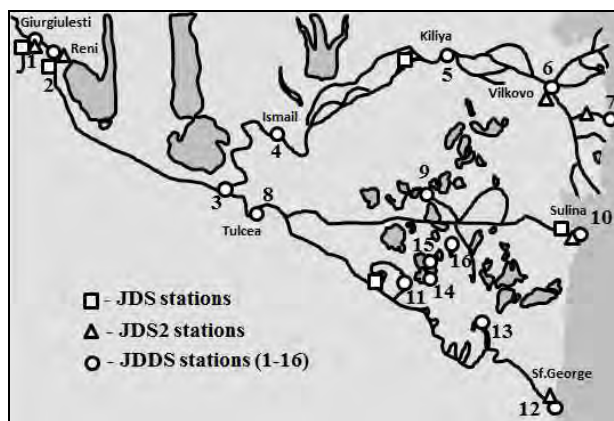 Giurgiulesti
1
Reni
2
Kiliya
5
6
Vilkovo
7
Ismail
4
3
8
Tulcea
9
Sulina
10
15
16
11
14
13
Sf.George
12
- JDS stations
- JDS2 stations
- JDDS stations (1-16)